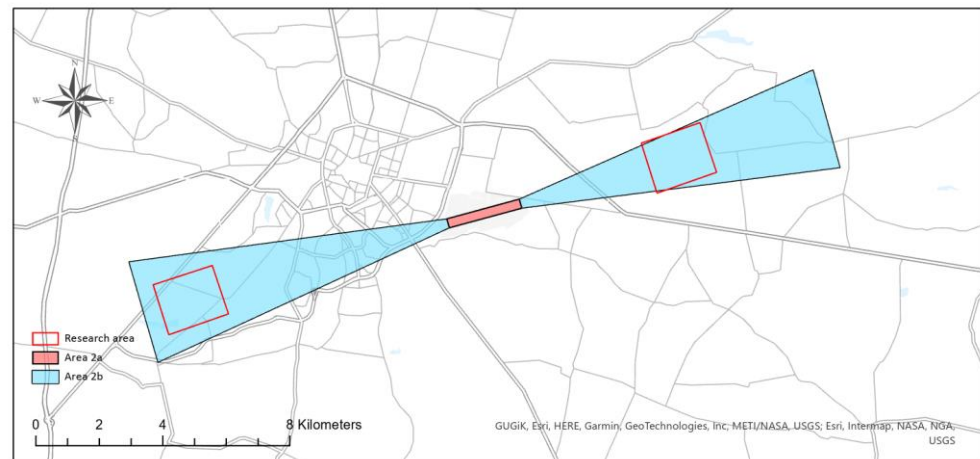 N
W E
S
Research area
Area 2a
Area 2b
0 2 4 8 Kilometers
GUGiK, Esri, HERE, Garmin, GeoTechnologies, Inc, METI/NASA, USGS; Esri, Intermap, NASA, NGA,
USGS